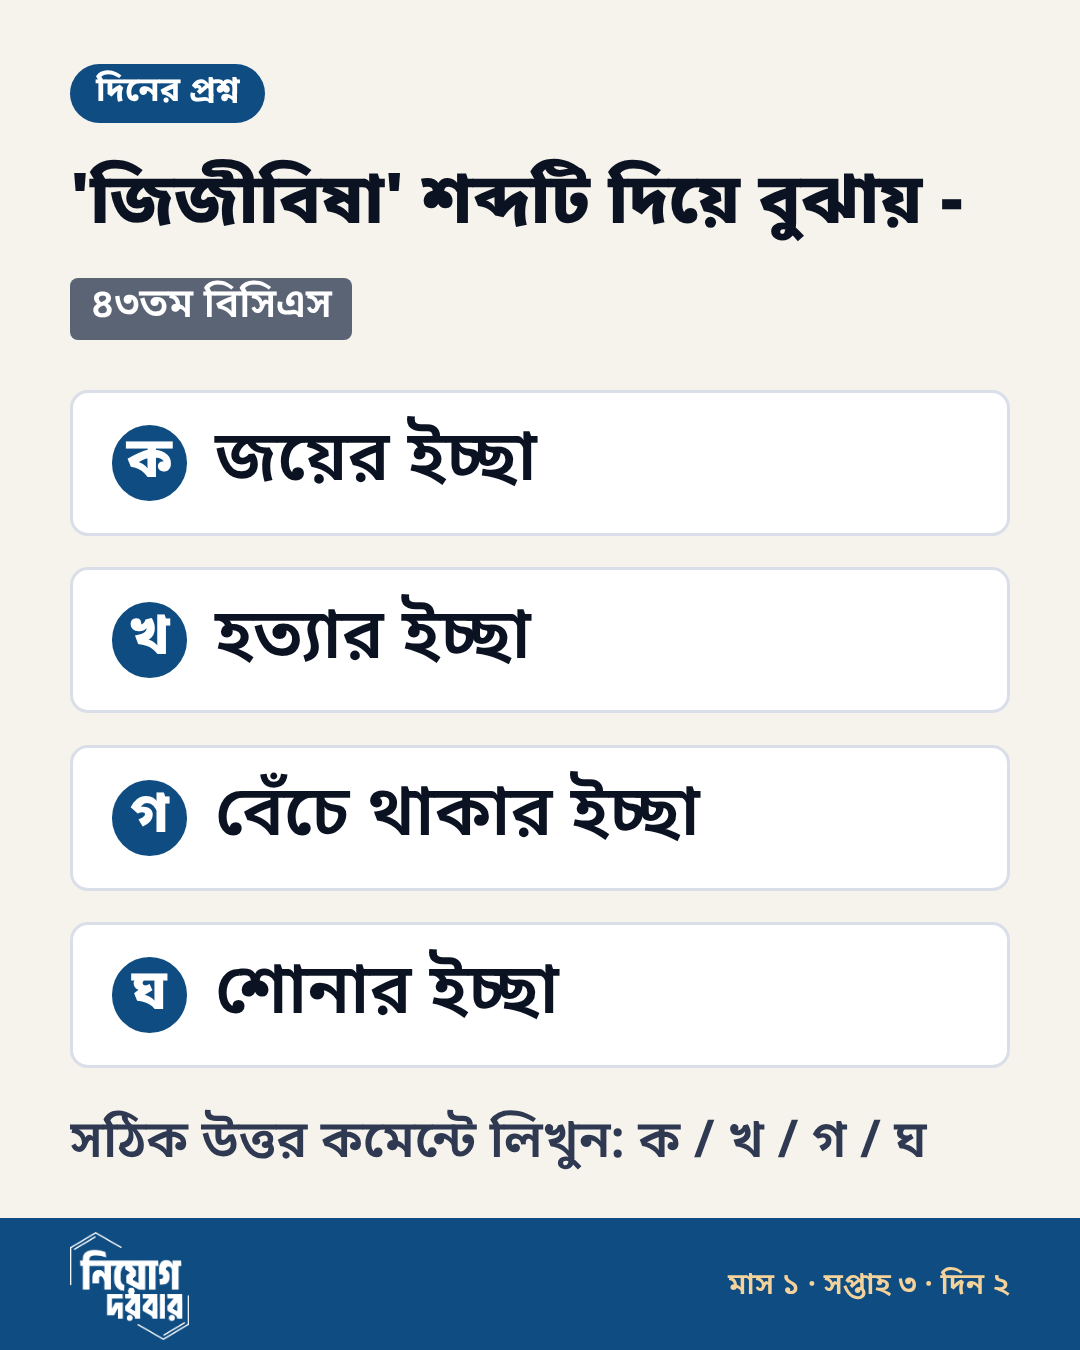 দিনের প্রশ্ন
'জিজীবিষা' শব্দটি দিয়ে বুঝায় -
৪৩তম বিসিএস
ক জয়ের ইচ্ছা
খ হত্যার ইচ্ছা
গ বেঁচে থাকার ইচ্ছা
ঘ শোনার ইচ্ছা
সঠিক উত্তর কমেন্টে লিখুন: ক / খ / গ / ঘ
নিয়োগ
দরবার
মাস ১ · সপ্তাহ ৩ · দিন ২